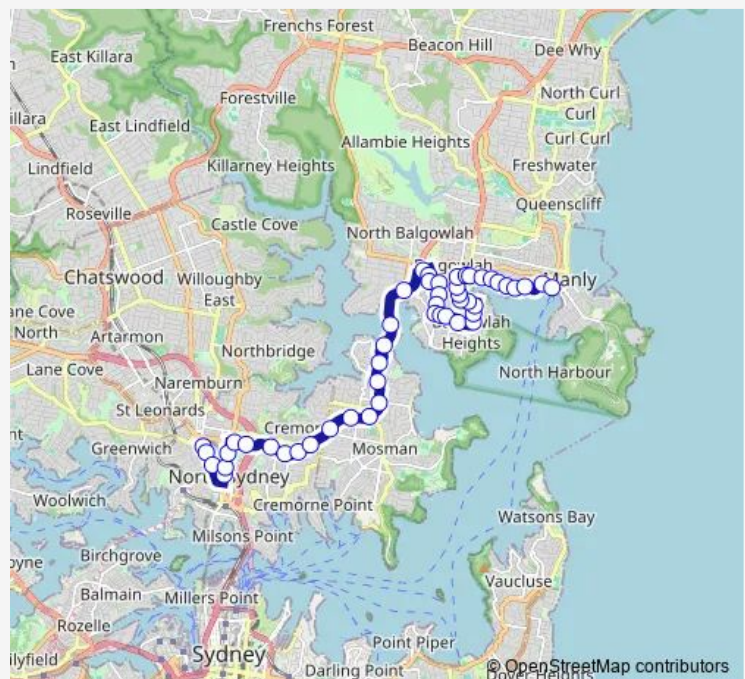 Frenchs Forest
Beacon Hill
Dee Why
East Killara
Forestville
North Curl
Curl
East Lindfield
Curl Curl
Allambie Heights
Lindfield
Killarney Heights
Freshwater
Roseville
Queenscliff
Castle Cove
North Balgowlah
Chatswood
Willoughby
East
Manly
North
Artarmon
Heights
Northbridge
North Harbour
Lane Cove
Naremburn
St Leonards
Greenwich
Mosman
North Sydney
Woolwich
Cremorne Point
Watsons Bay
Milsons Point
Birchgrove
Vaucluse
Balmain
Millers Point
Rozelle
Point Piper
Sydney
Darling Point
© OpenStreetMap contributors